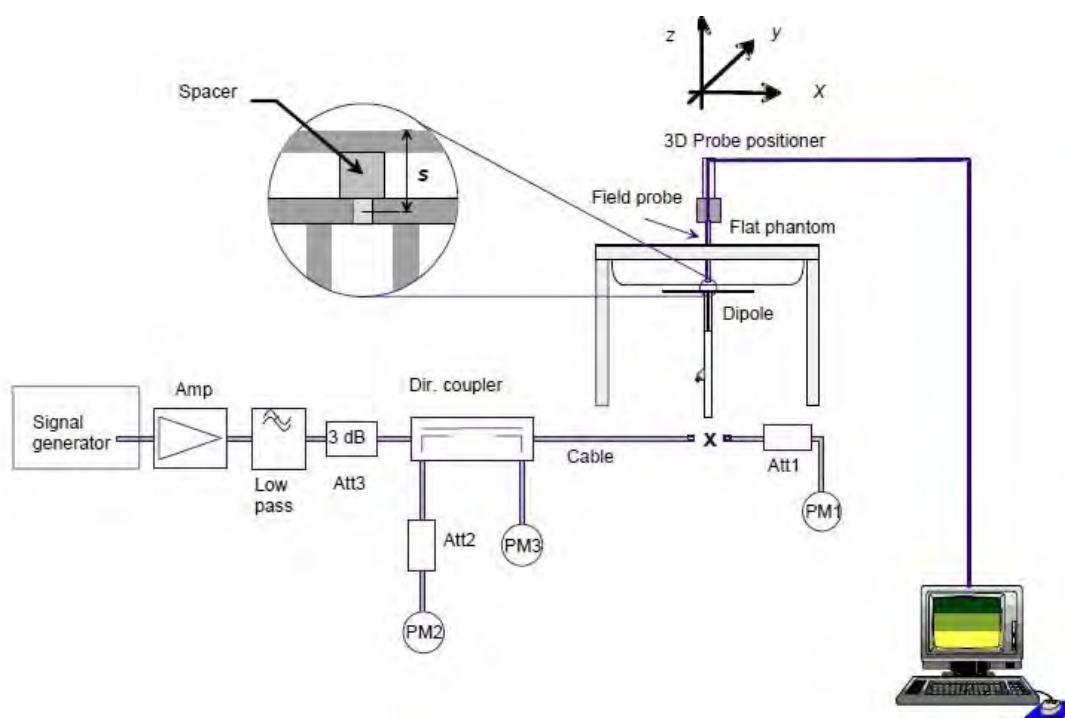 z
y
x
Spacer
s
3D Probe positioner
Field probe
Flat phantom
Dipole
Dir. coupler
Amp
Signal
generator
3 dB
Low
pass
Att3
Cable
x
Att1
PM1
Att2
PM3
PM2